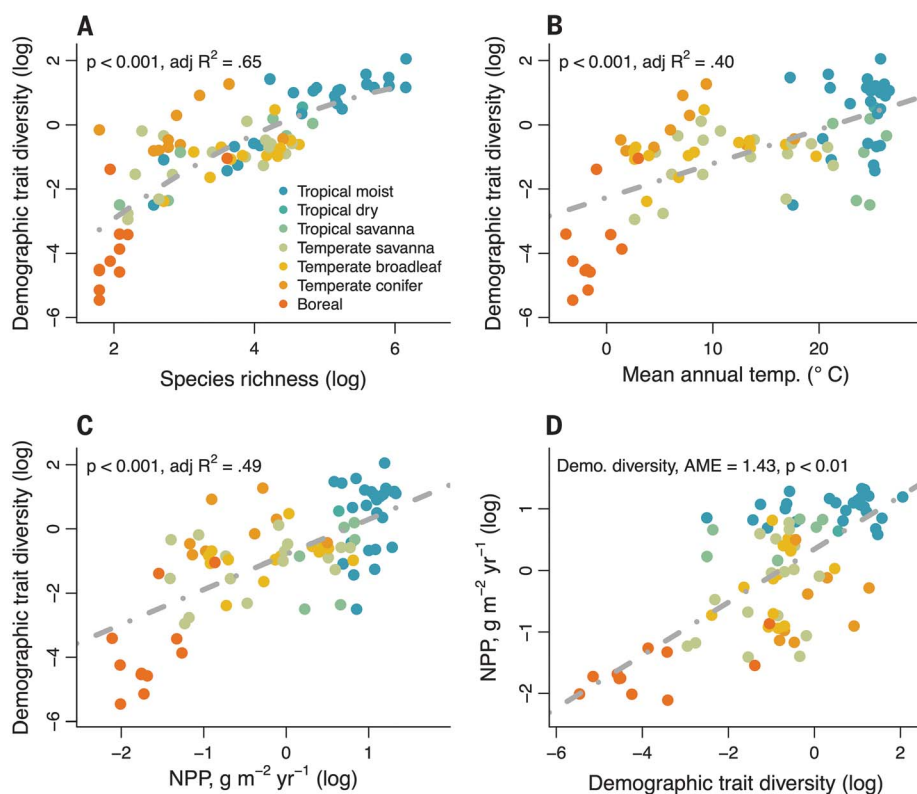 A
p < 0.001, adj R² = .65
Demographic trait diversity (log)
2
0
−2
−4
−6
Tropical moist
Tropical dry
Tropical savanna
Temperate savanna
Temperate broadleaf
Temperate conifer
Boreal
2 4 6
Species richness (log)
B
p < 0.001, adj R² = .40
Demographic trait diversity (log)
2
0
−2
−4
−6
0 10 20
Mean annual temp. (° C)
C
p < 0.001, adj R² = .49
Demographic trait diversity (log)
2
0
−2
−4
−6
−2 −1 0 1
NPP, g m⁻² yr⁻¹ (log)
D
Demo. diversity, AME = 1.43, p < 0.01
NPP, g m⁻² yr⁻¹ (log)
1
0
−1
−2
−6 −4 −2 0 2
Demographic trait diversity (log)